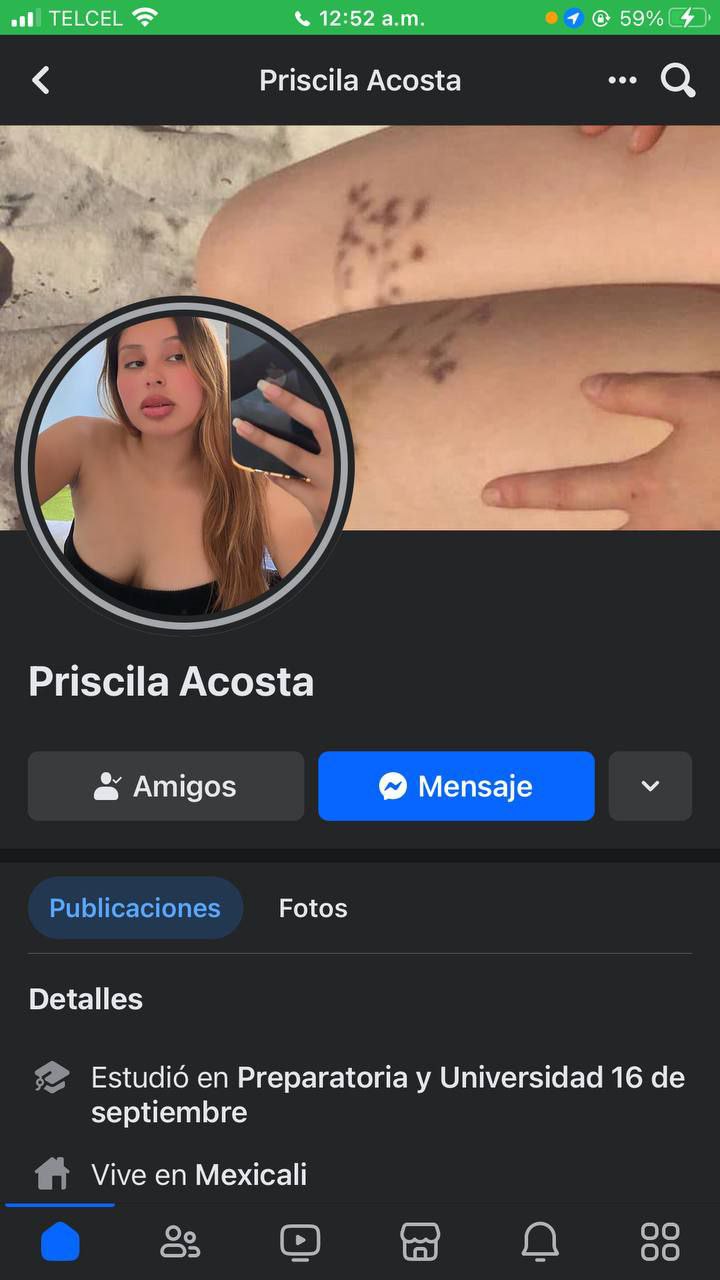 TELCEL 12:52 a.m. 59%
Priscila Acosta
Priscila Acosta
Amigos Mensaje
Publicaciones Fotos
Detalles
Estudió en Preparatoria y Universidad 16 de
septiembre
Vive en Mexicali